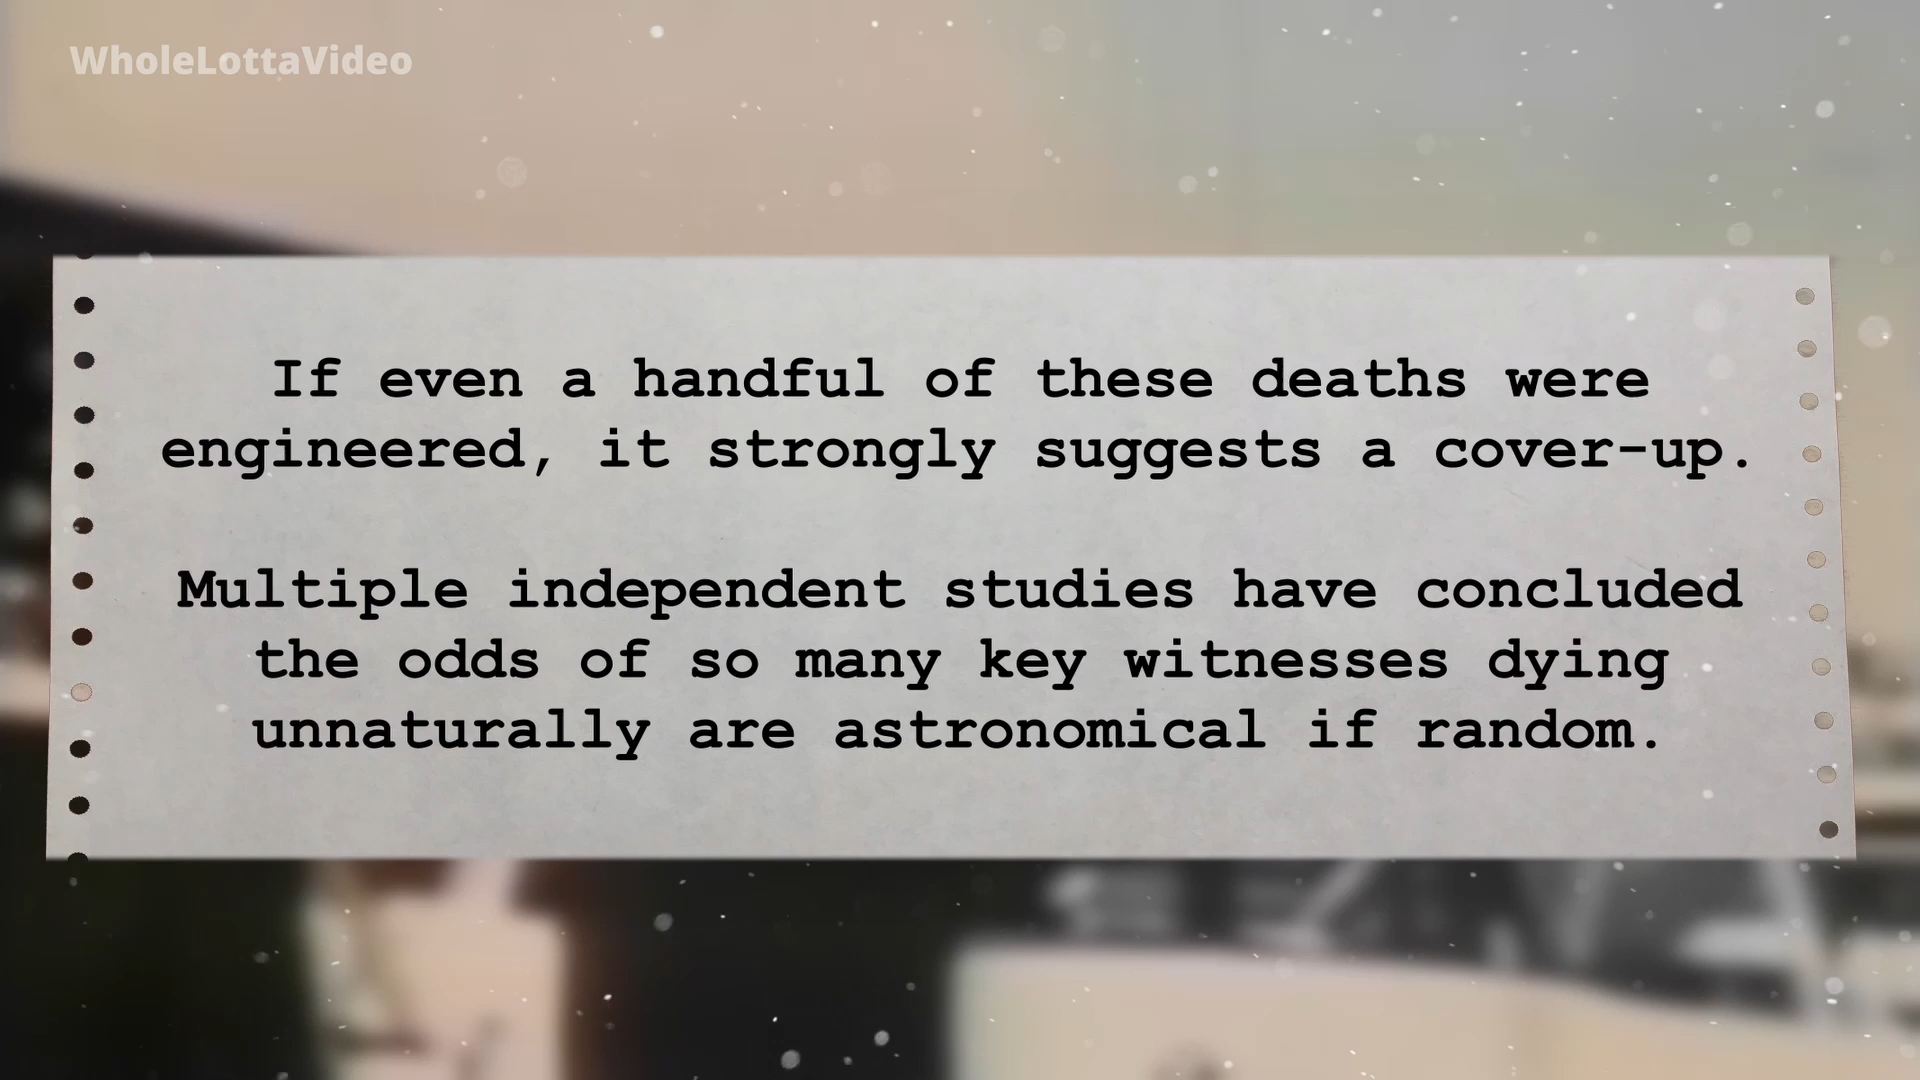 WholeLottaVideo
If even a handful of these deaths were
engineered, it strongly suggests a cover-up.
Multiple independent studies have concluded
the odds of so many key witnesses dying
unnaturally are astronomical if random.